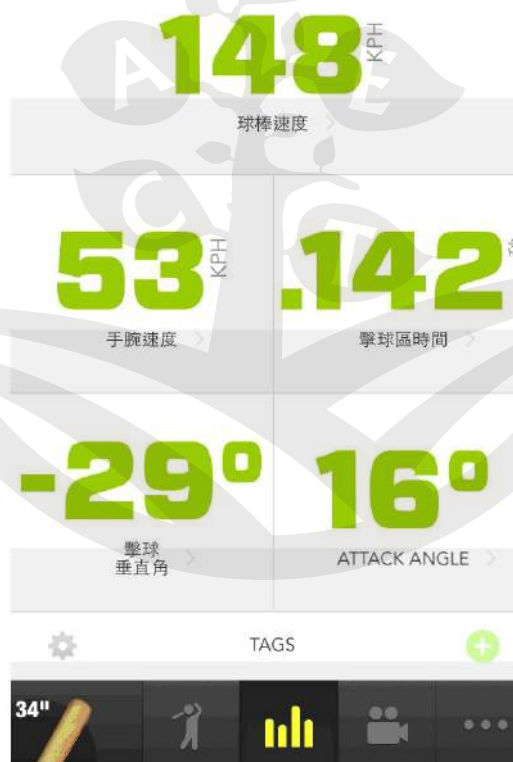 148 KPH
球棒速度
53 KPH
.142
手腕速度
擊球區時間
-29°
16°
擊球
垂直角
ATTACK ANGLE
TAGS
34"